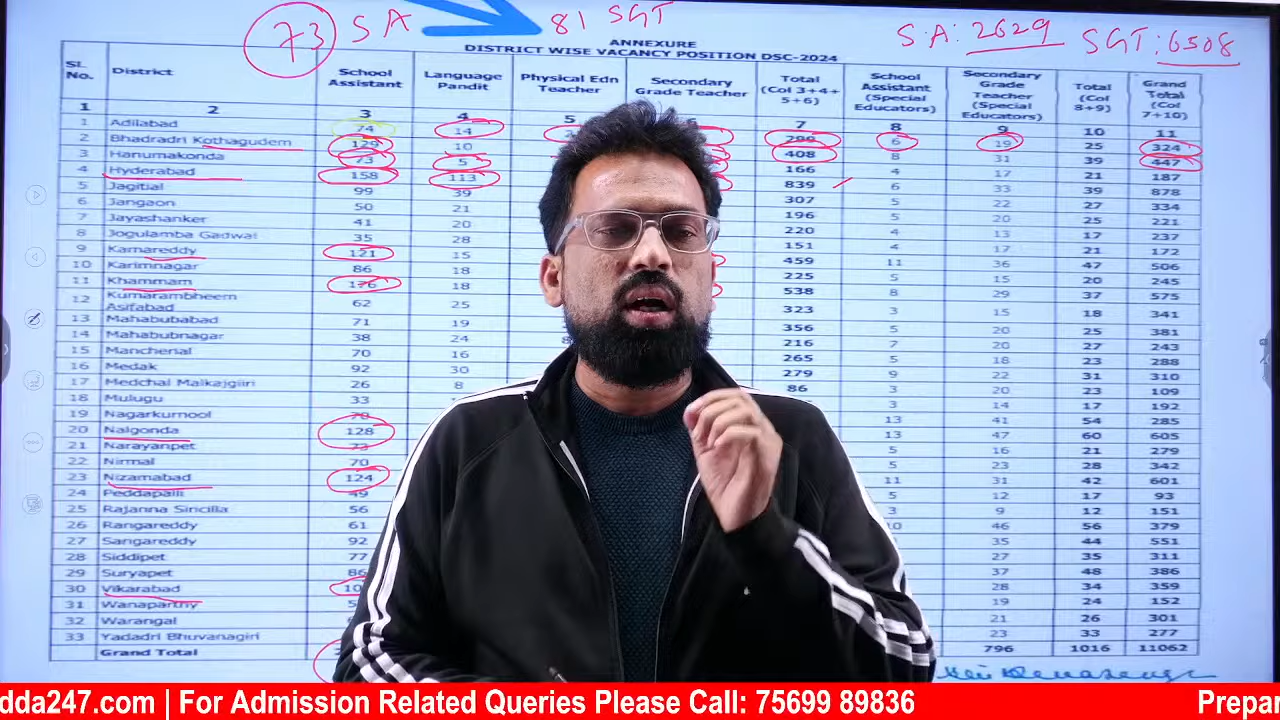 73 SA 81 SGT S.A: 2629 SGT: 6508
ANNEXURE
DISTRICT WISE VACANCY POSITION DSC-2024
Sl. No. District School Assistant Language Pandit Physical Edn Teacher Secondary Grade Teacher Total (Col 3+4+ 5+6) School Assistant (Special Educators) Secondary Grade Teacher (Special Educators) Total (Col 8+9) Grand Total (Col 7+10)
1 2 3 4 5 6 7 8 9 10 11
1 Adilabad 74 14 299 6 19 25 324
2 Bhadradri Kothagudem 129 10 408 8 31 39 447
3 Hanumakonda 73 5 166 4 17 21 187
4 Hyderabad 158 113 839 6 33 39 878
5 Jagitial 99 39 307 5 22 27 334
6 Jangaon 50 21 196 5 20 25 221
7 Jayashanker 41 20 220 4 13 17 237
8 Jogulamba Gadwal 35 28 151 4 17 21 172
9 Kamareddy 121 15 459 11 36 47 506
10 Karimnagar 86 18 225 5 15 20 245
11 Khammam 176 18 538 8 29 37 575
12 Kumarambheem Asifabad 62 25 323 3 15 18 341
13 Mahabubabad 71 19 356 5 20 25 381
14 Mahabubnagar 38 24 216 7 20 27 243
15 Mancherial 70 16 265 5 18 23 288
16 Medak 92 30 279 9 22 31 310
17 Medchal Malkajgiri 26 8 86 3 20 23 109
18 Mulugu 33 3 14 17 192
19 Nagarkurnool 70 13 41 54 285
20 Nalgonda 128 13 47 60 605
21 Narayanpet 73 5 16 21 279
22 Nirmal 70 5 23 28 342
23 Nizamabad 124 11 31 42 601
24 Peddapalli 49 5 12 17 93
25 Rajanna Siricilla 56 3 9 12 151
26 Rangareddy 61 46 56 379
27 Sangareddy 92 35 44 551
28 Siddipet 77 27 35 311
29 Suryapet 86 37 48 386
30 Vikarabad 28 34 359
31 Wanaparthy 19 24 152
32 Warangal 21 26 301
33 Yadadri Bhuvanagiri 23 33 277
Grand Total 796 1016 11062
dda247.com | For Admission Related Queries Please Call: 75699 89836 Prepar